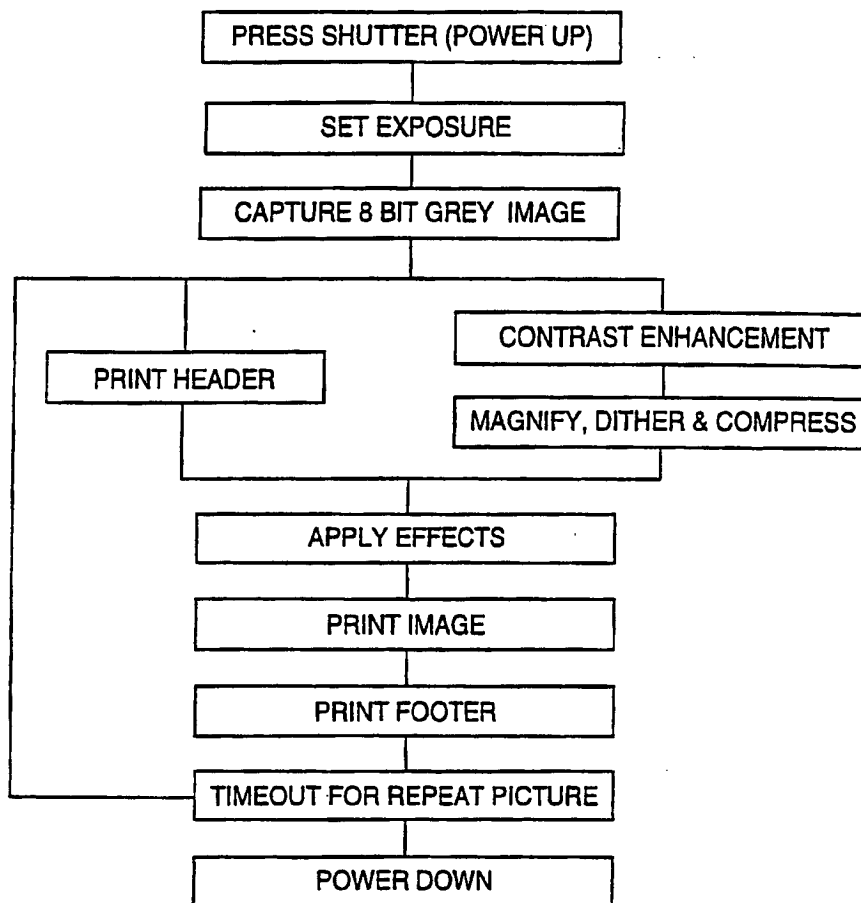 PRESS SHUTTER (POWER UP)
SET EXPOSURE
CAPTURE 8 BIT GREY IMAGE
CONTRAST ENHANCEMENT
PRINT HEADER
MAGNIFY, DITHER & COMPRESS
APPLY EFFECTS
PRINT IMAGE
PRINT FOOTER
TIMEOUT FOR REPEAT PICTURE
POWER DOWN